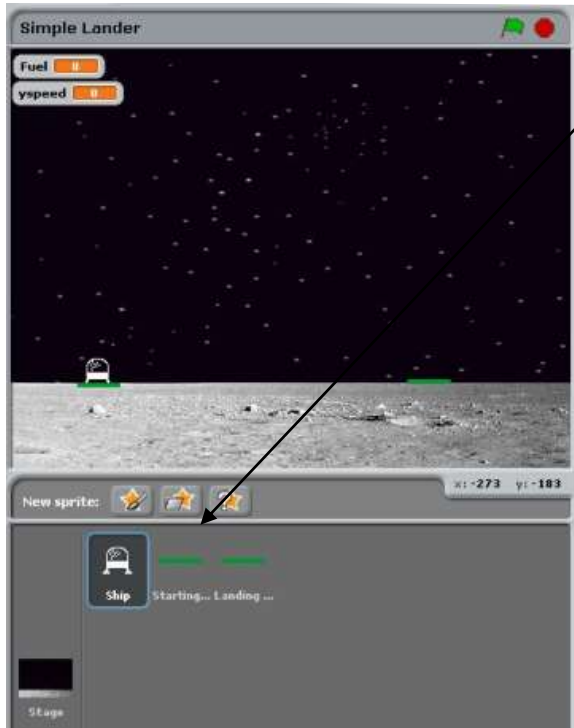 Simple Lander
Fuel 0
yspeed 0
x: -273 y: -183
New sprite:
Ship Starting... Landing ...
Stage